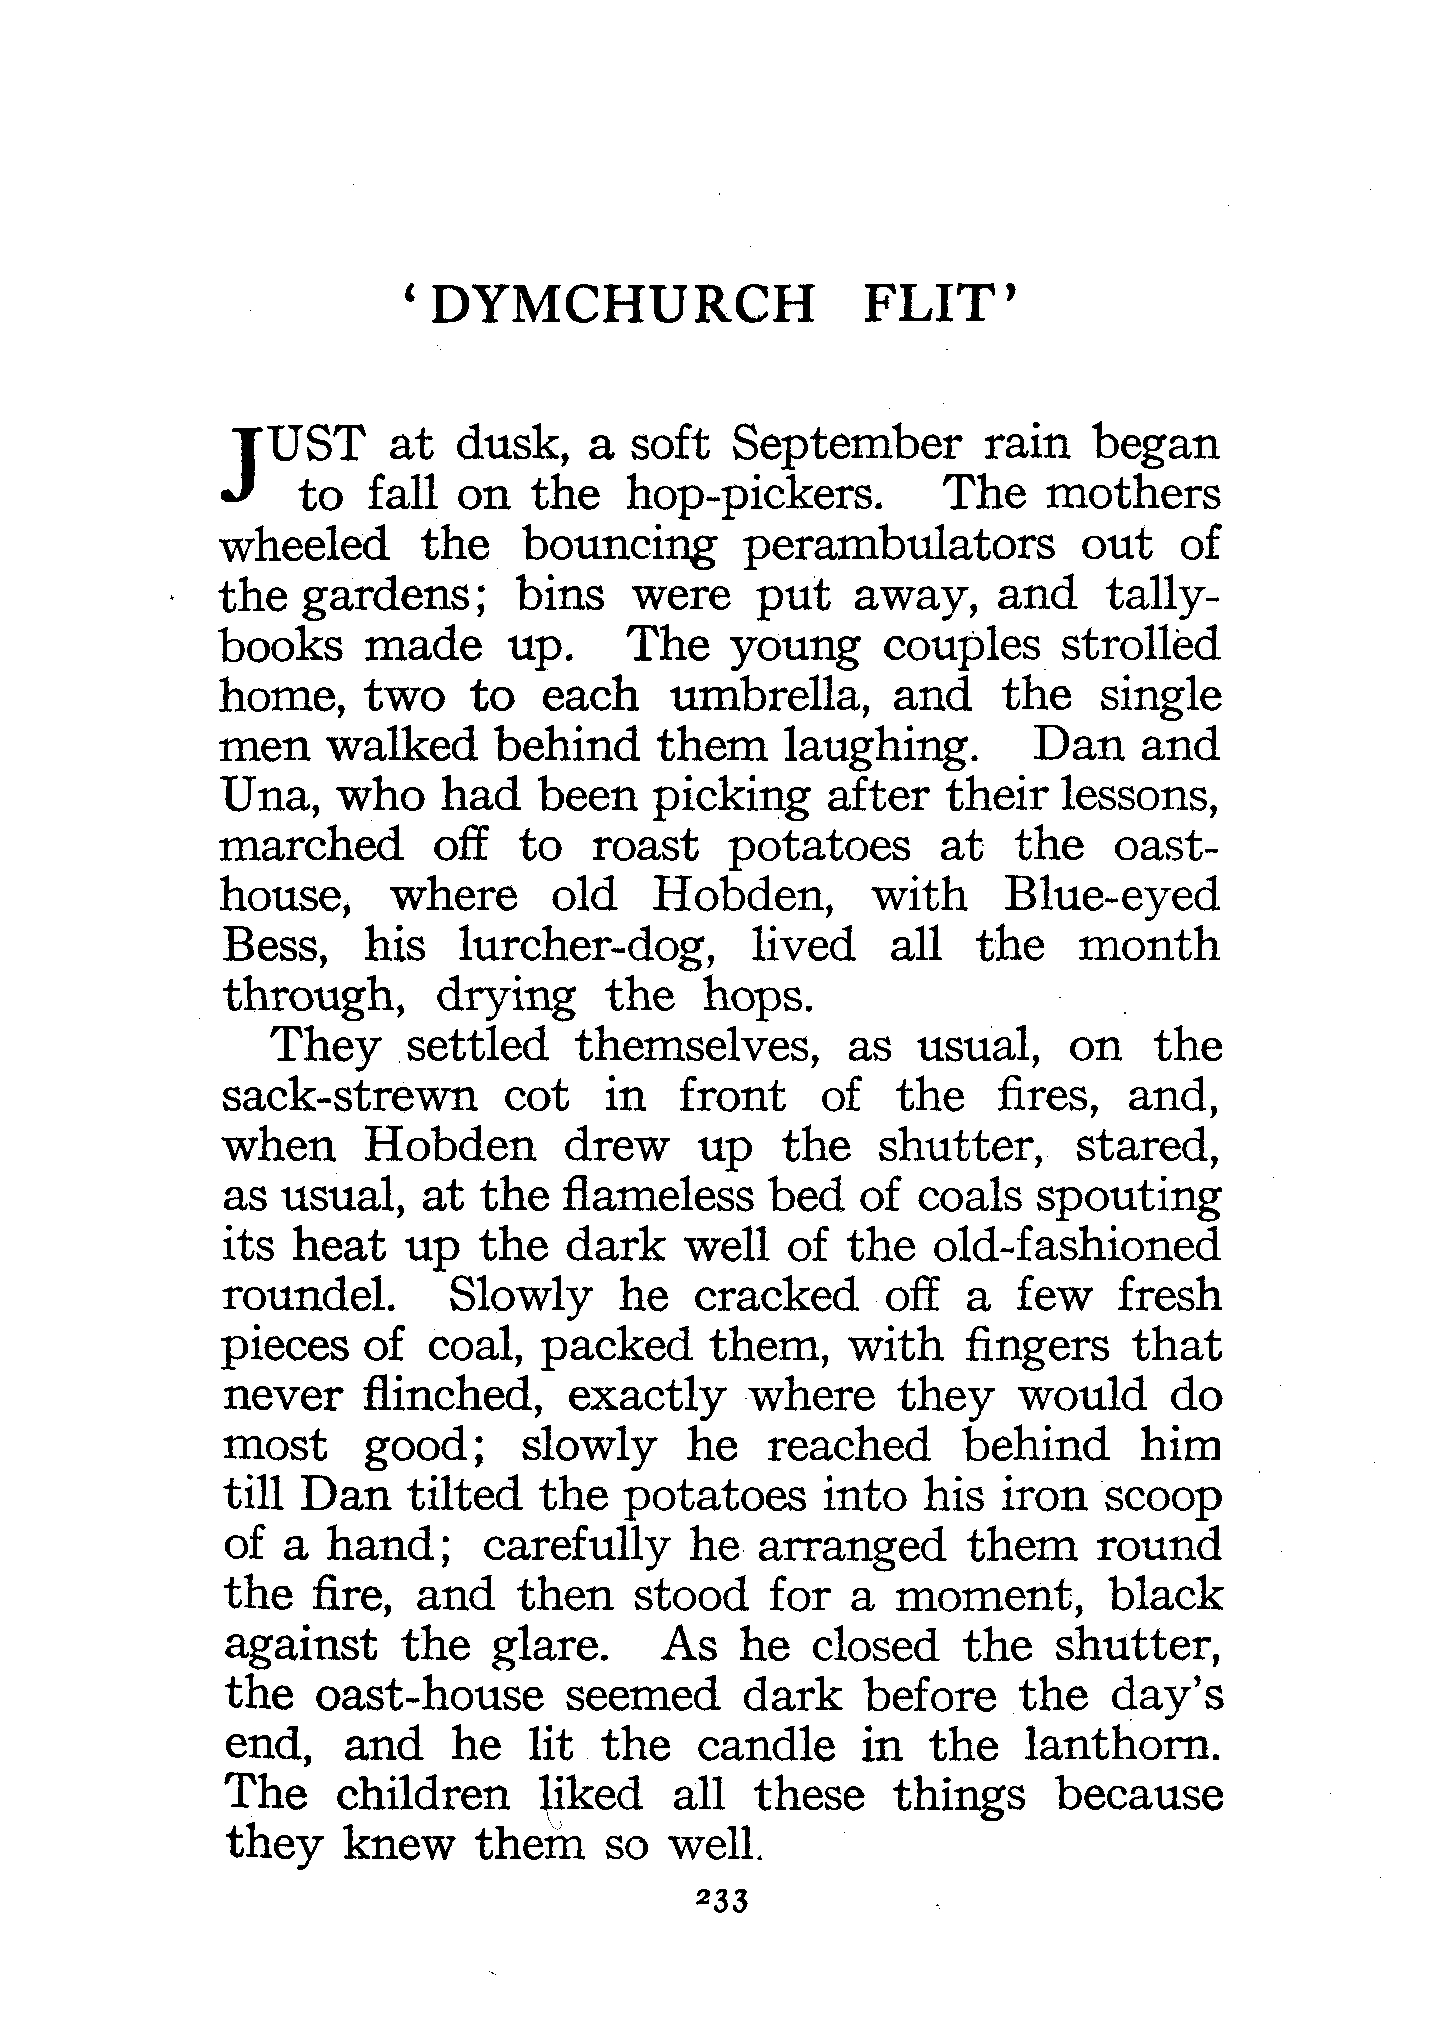 ‘DYMCHURCH FLIT’
JUST at dusk, a soft September rain began
to fall on the hop-pickers. The mothers
wheeled the bouncing perambulators out of
the gardens; bins were put away, and tally-
books made up. The young couples strolled
home, two to each umbrella, and the single
men walked behind them laughing. Dan and
Una, who had been picking after their lessons,
marched off to roast potatoes at the oast-
house, where old Hobden, with Blue-eyed
Bess, his lurcher-dog, lived all the month
through, drying the hops.
They settled themselves, as usual, on the
sack-strewn cot in front of the fires, and,
when Hobden drew up the shutter, stared,
as usual, at the flameless bed of coals spouting
its heat up the dark well of the old-fashioned
roundel. Slowly he cracked off a few fresh
pieces of coal, packed them, with fingers that
never flinched, exactly where they would do
most good; slowly he reached behind him
till Dan tilted the potatoes into his iron scoop
of a hand; carefully he arranged them round
the fire, and then stood for a moment, black
against the glare. As he closed the shutter,
the oast-house seemed dark before the day’s
end, and he lit the candle in the lanthorn.
The children liked all these things because
they knew them so well.
233